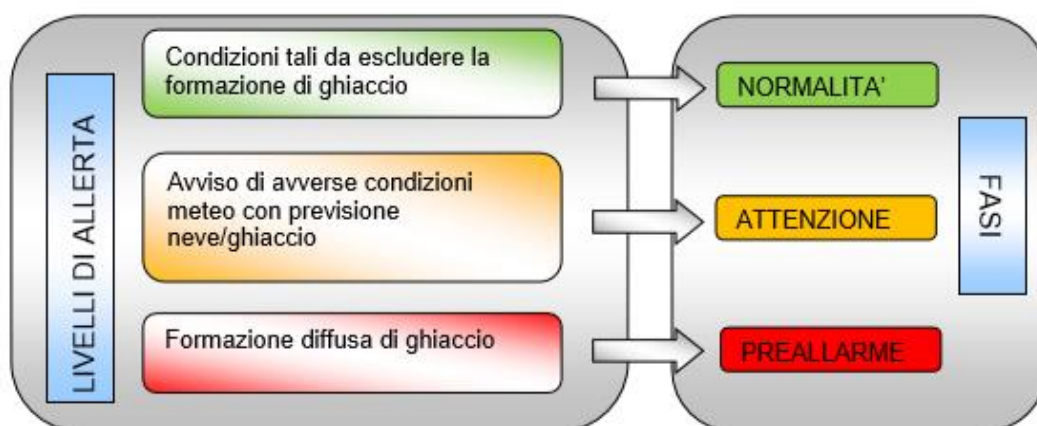 LIVELLI DI ALLERTA
Condizioni tali da escludere la
formazione di ghiaccio
NORMALITA'
Avviso di avverse condizioni
meteo con previsione
neve/ghiaccio
ATTENZIONE
Formazione diffusa di ghiaccio
PREALLARME
FASI